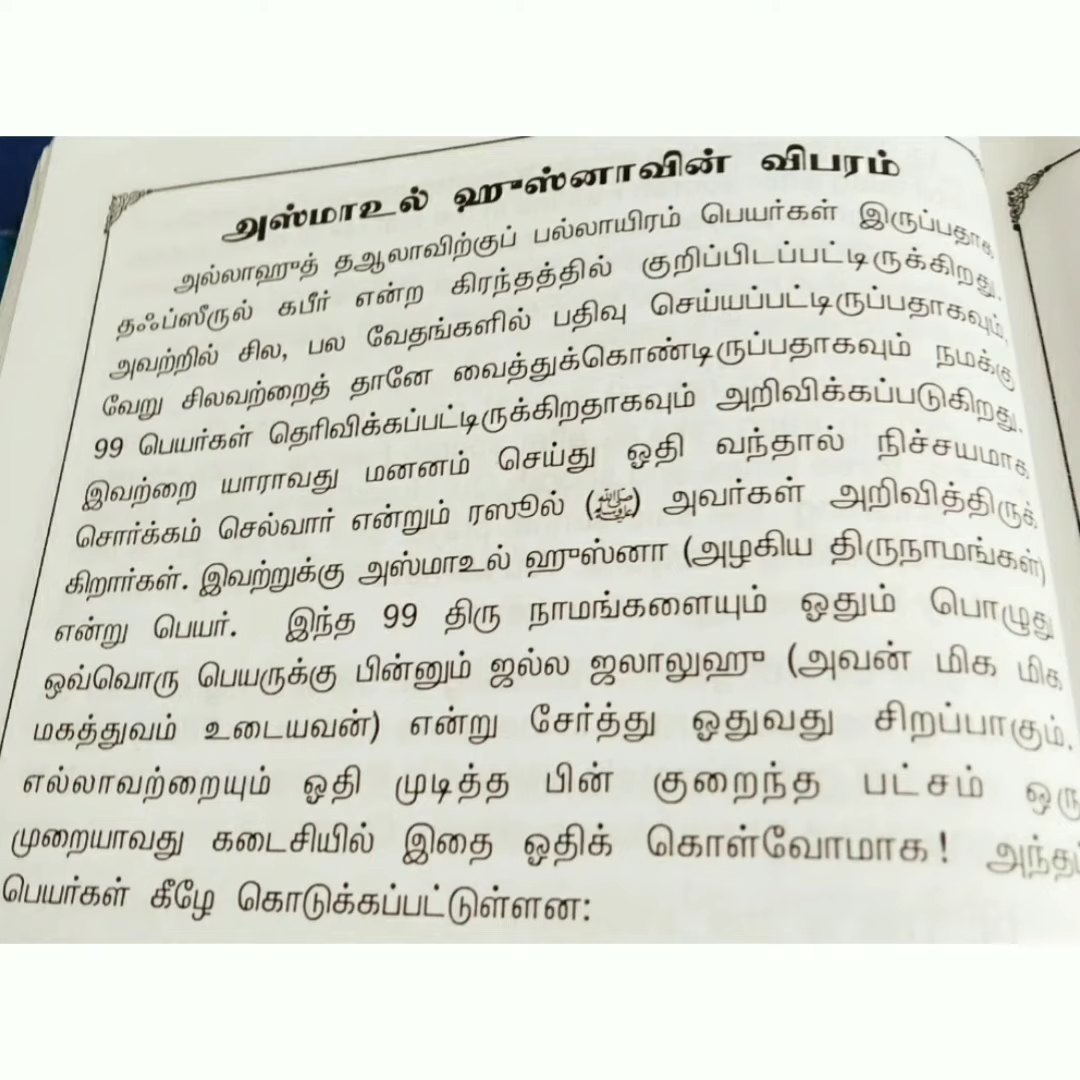 அஸ்மாஉல் ஹுஸ்னாவின் விபரம்
அல்லாஹுத் தஆலாவிற்குப் பல்லாயிரம் பெயர்கள் இருப்பதாக
தஃப்ஸீருல் கபீர் என்ற கிரந்தத்தில் குறிப்பிடப்பட்டிருக்கிறது.
அவற்றில் சில, பல வேதங்களில் பதிவு செய்யப்பட்டிருப்பதாகவும்,
வேறு சிலவற்றைத் தானே வைத்துக்கொண்டிருப்பதாகவும் நமக்கு
99 பெயர்கள் தெரிவிக்கப்பட்டிருக்கிறதாகவும் அறிவிக்கப்படுகிறது.
இவற்றை யாராவது மனனம் செய்து ஓதி வந்தால் நிச்சயமாக
சொர்க்கம் செல்வார் என்றும் ரஸூல் (ﷺ) அவர்கள் அறிவித்திருக்
கிறார்கள். இவற்றுக்கு அஸ்மாஉல் ஹுஸ்னா (அழகிய திருநாமங்கள்)
என்று பெயர். இந்த 99 திரு நாமங்களையும் ஓதும் பொழுது
ஒவ்வொரு பெயருக்கு பின்னும் ஜல்ல ஜலாலுஹு (அவன் மிக மிக
மகத்துவம் உடையவன்) என்று சேர்த்து ஓதுவது சிறப்பாகும்.
எல்லாவற்றையும் ஓதி முடித்த பின் குறைந்த பட்சம் ஒரு
முறையாவது கடைசியில் இதை ஓதிக் கொள்வோமாக! அந்தப்
பெயர்கள் கீழே கொடுக்கப்பட்டுள்ளன: